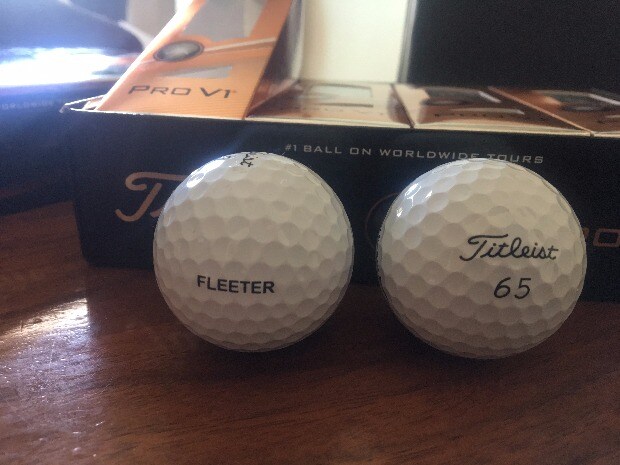 PRO V1
#1 BALL ON WORLDWIDE TOURS
FLEETER
Titleist
65